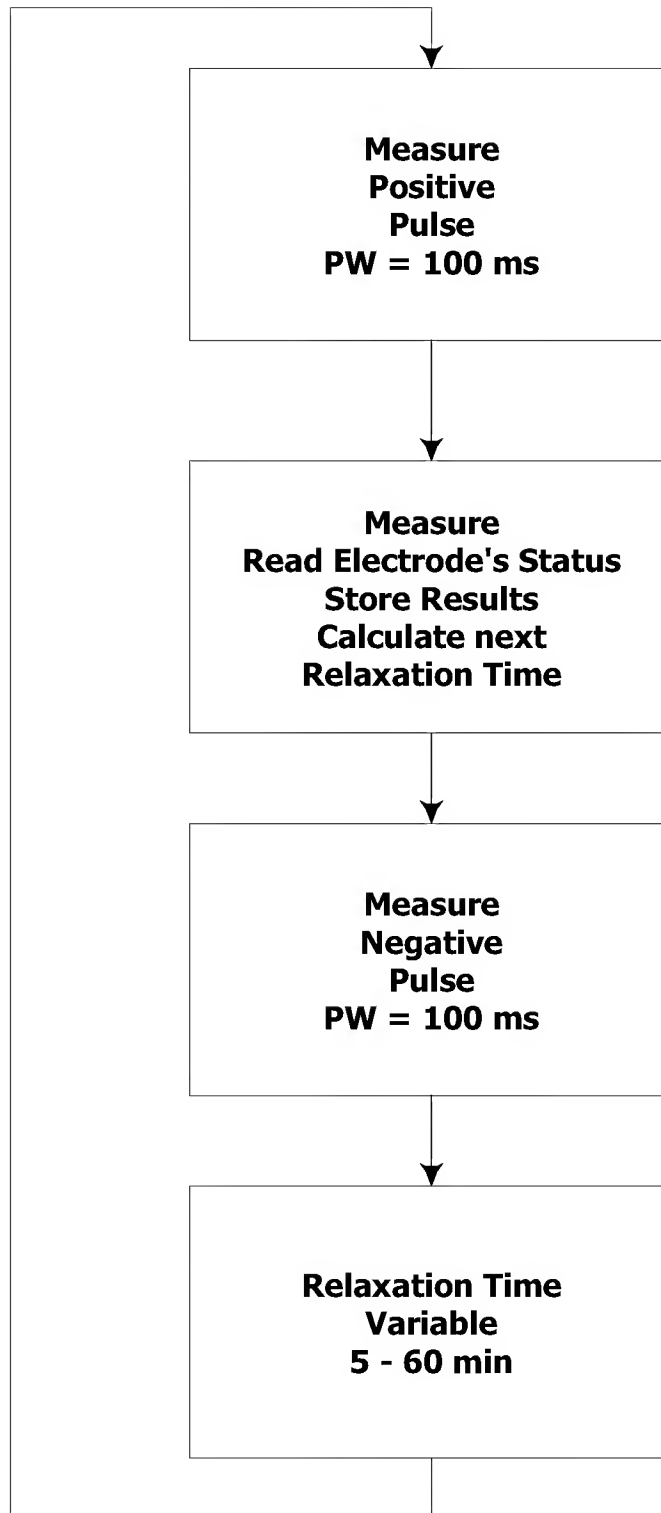 Measure
Positive
Pulse
PW = 100 ms
Measure
Read Electrode's Status
Store Results
Calculate next
Relaxation Time
Measure
Negative
Pulse
PW = 100 ms
Relaxation Time
Variable
5 - 60 min